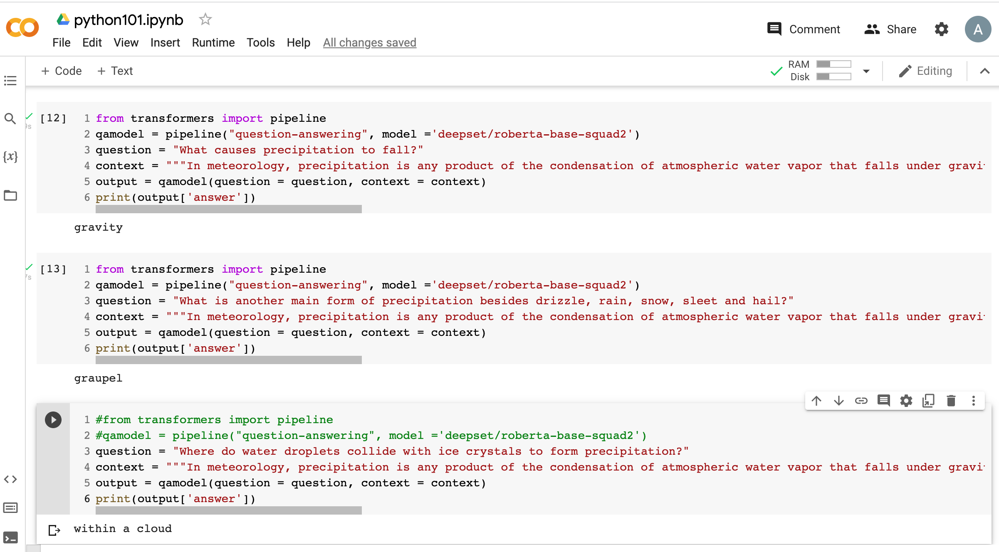 python101.ipynb
Comment
Share
A
File Edit View Insert Runtime Tools Help All changes saved
+ Code + Text
RAM
Disk
Editing
{x}
[12]
1 from transformers import pipeline
2 qamodel = pipeline("question-answering", model ='deepset/roberta-base-squad2')
3 question = "What causes precipitation to fall?"
4 context = """In meteorology, precipitation is any product of the condensation of atmospheric water vapor that falls under gravi
5 output = qamodel(question = question, context = context)
6 print(output['answer'])
gravity
[13]
1 from transformers import pipeline
2 qamodel = pipeline("question-answering", model ='deepset/roberta-base-squad2')
3 question = "What is another main form of precipitation besides drizzle, rain, snow, sleet and hail?"
4 context = """In meteorology, precipitation is any product of the condensation of atmospheric water vapor that falls under gravi
5 output = qamodel(question = question, context = context)
6 print(output['answer'])
graupel
1 #from transformers import pipeline
2 #qamodel = pipeline("question-answering", model ='deepset/roberta-base-squad2')
3 question = "Where do water droplets collide with ice crystals to form precipitation?"
4 context = """In meteorology, precipitation is any product of the condensation of atmospheric water vapor that falls under gravi
5 output = qamodel(question = question, context = context)
6 print(output['answer'])
within a cloud